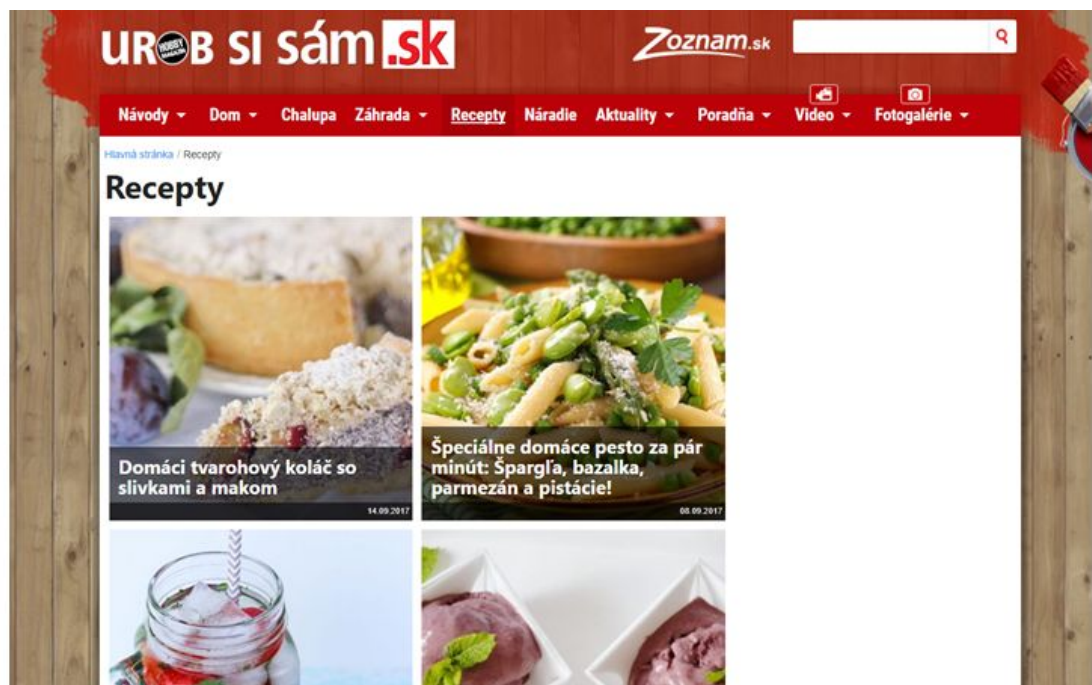 UROB SI Sám .SK
HOBBY
MAGAZÍN
Zoznam.sk
Návody Dom Chalupa Záhrada Recepty Náradie Aktuality Poradňa Video Fotogalérie
Hlavná stránka / Recepty
Recepty
Domáci tvarohový koláč so
slivkami a makom
14.09.2017
Špeciálne domáce pesto za pár
minút: Špargľa, bazalka,
parmezán a pistácie!
08.09.2017